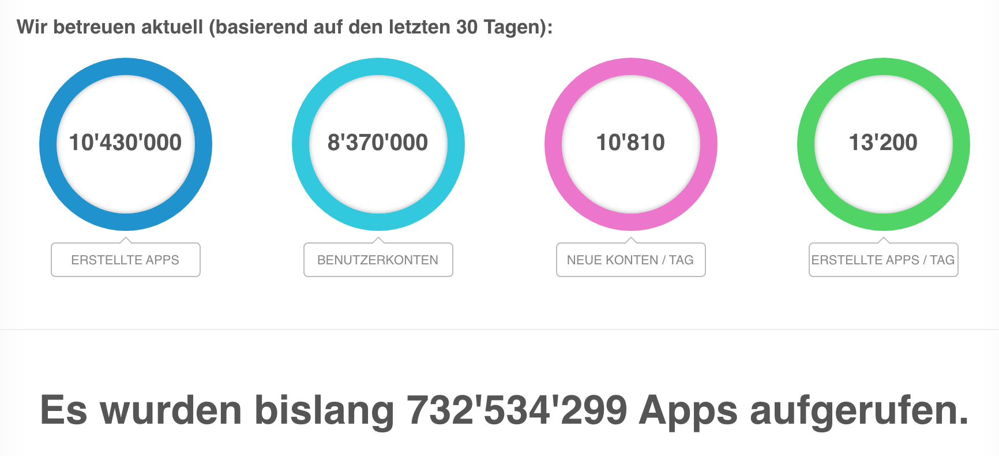 Wir betreuen aktuell (basierend auf den letzten 30 Tagen):
10'430'000
8'370'000
10'810
13'200
ERSTELLTE APPS
BENUTZERKONTEN
NEUE KONTEN / TAG
ERSTELLTE APPS / TAG
Es wurden bislang 732'534'299 Apps aufgerufen.